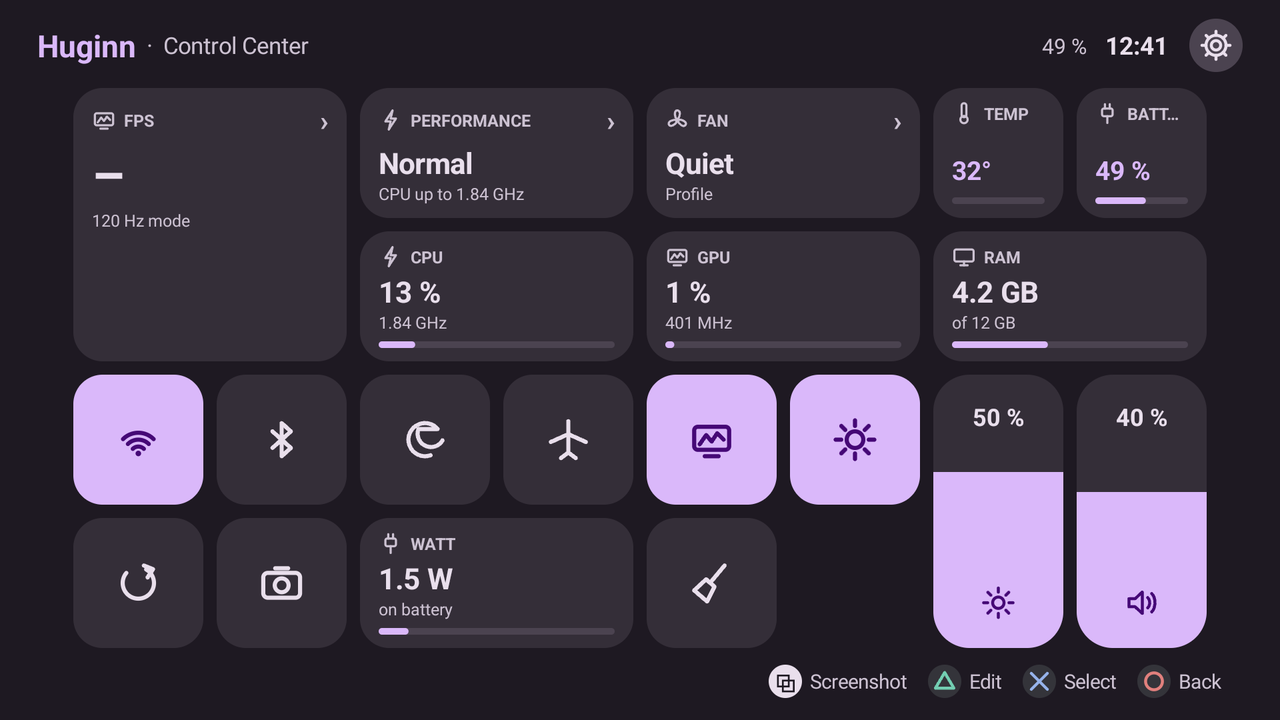 Huginn · Control Center
49 % 12:41
FPS
–
120 Hz mode
PERFORMANCE
Normal
CPU up to 1.84 GHz
FAN
Quiet
Profile
TEMP
32°
BATT...
49 %
CPU
13 %
1.84 GHz
GPU
1 %
401 MHz
RAM
4.2 GB
of 12 GB
50 %
40 %
WATT
1.5 W
on battery
Screenshot Edit Select Back